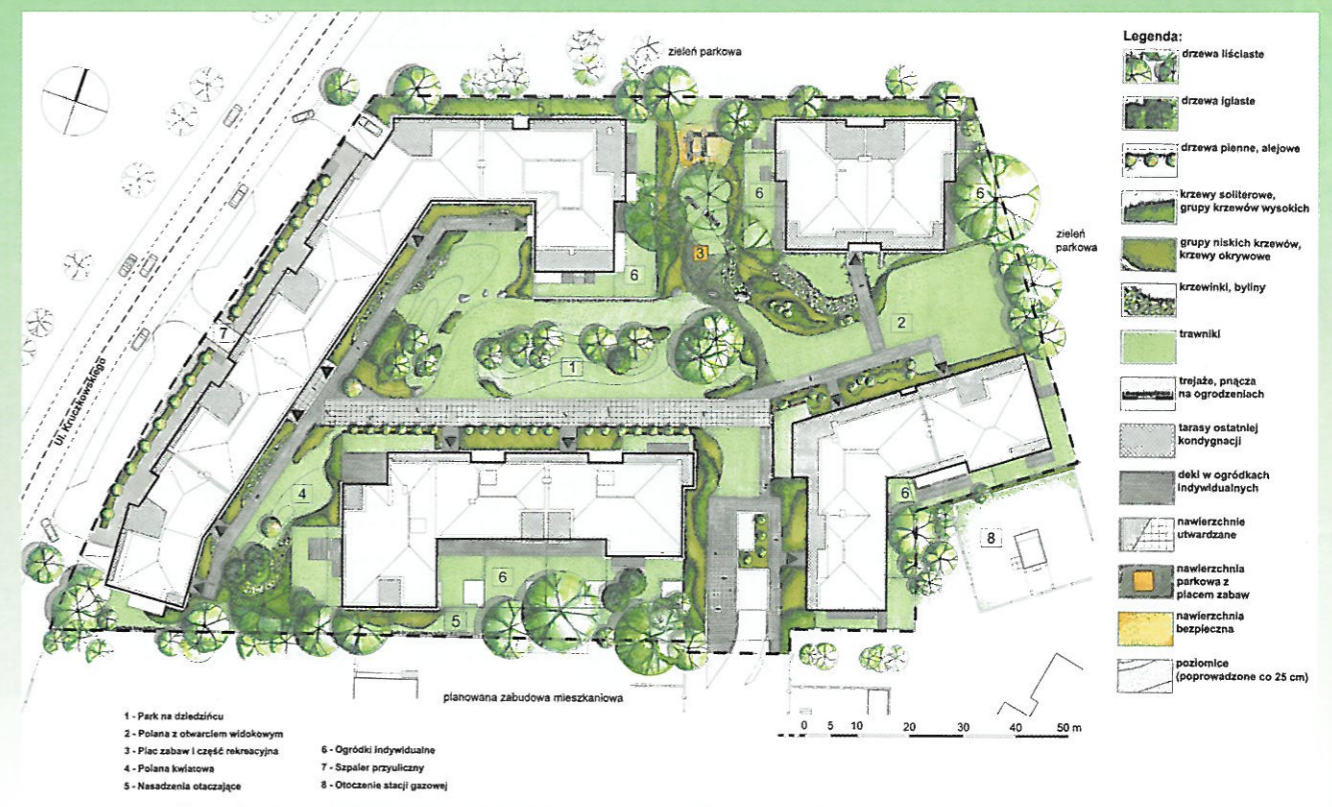 zieleń parkowa
Legenda:
drzewa liściaste
drzewa iglaste
drzewa pienne, alejowe
krzewy soliterowe,
grupy krzewów wysokich
grupy niskich krzewów,
krzewy okrywowe
krzewinki, byliny
trawniki
trejaże, pnącza
na ogrodzeniach
tarasy ostatniej
kondygnacji
deki w ogródkach
indywidualnych
nawierzchnie
utwardzane
nawierzchnia
parkowa z
placem zabaw
nawierzchnia
bezpieczna
poziomice
(poprowadzone co 25 cm)
5
6
6
zieleń
parkowa
3
6
2
7
1
Ul. Kruczkowskiego
4
6
6
8
5
planowana zabudowa mieszkaniowa
0 5 10 20 30 40 50 m
1 - Park na dziedzińcu
2 - Polana z otwarciem widokowym
3 - Plac zabaw i część rekreacyjna
4 - Polana kwiatowa
5 - Nasadzenia otaczające
6 - Ogródki indywidualne
7 - Szpaler przyuliczny
8 - Otoczenie stacji gazowej